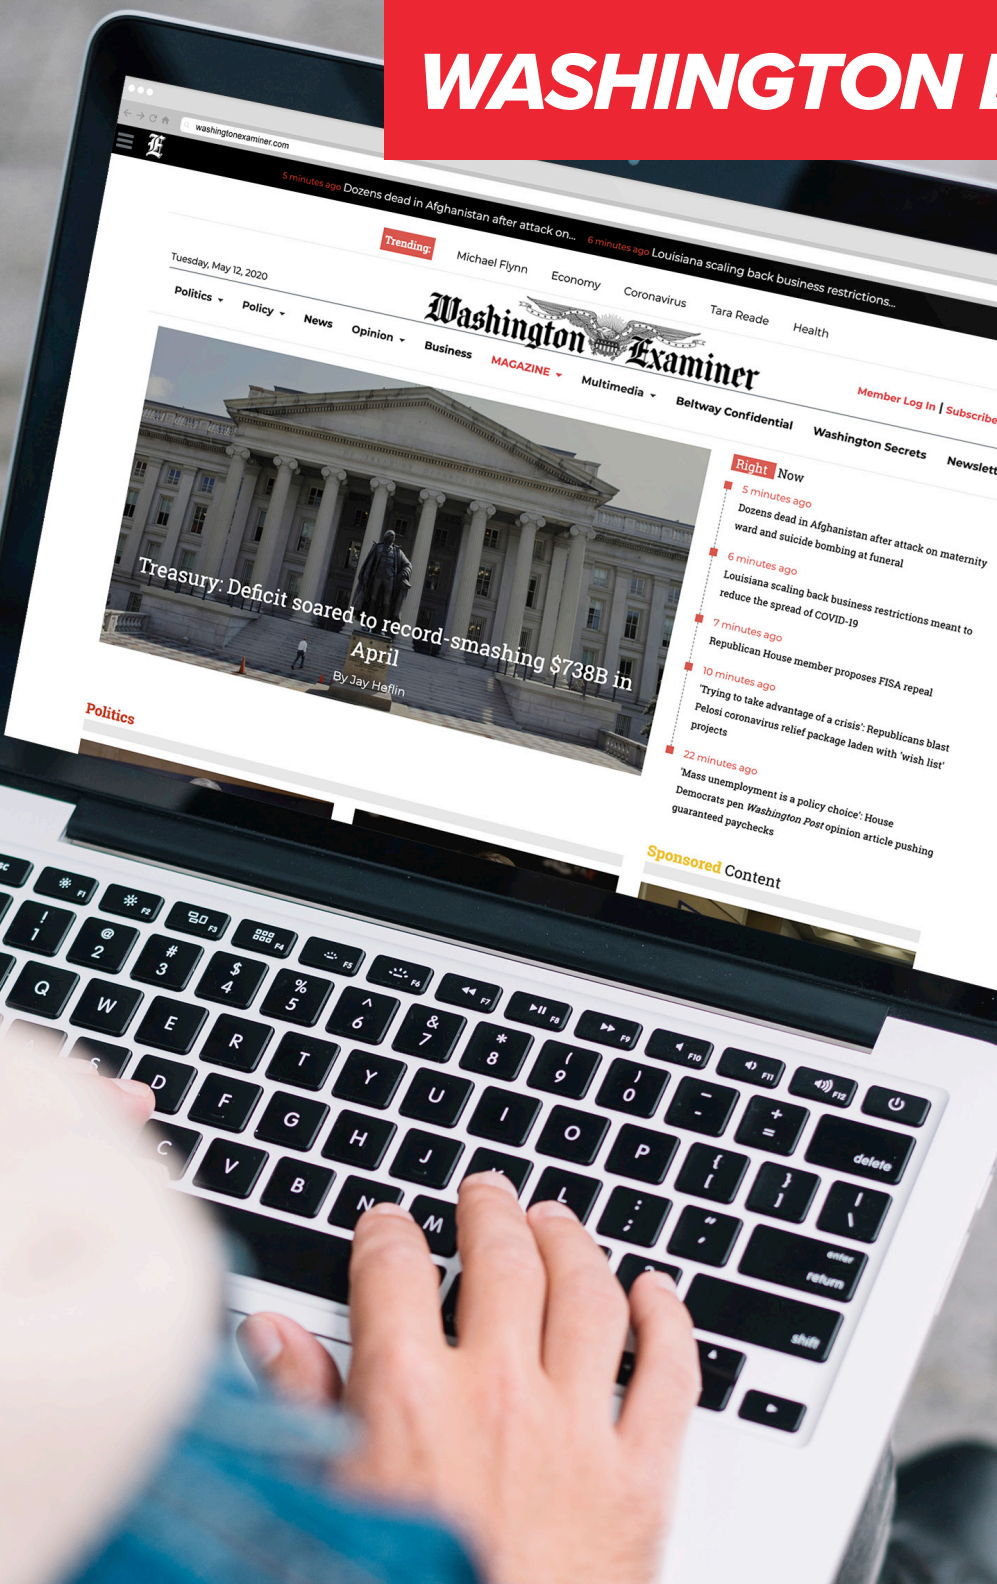 WASHINGTON
washingtonexaminer.com
5 minutes ago Dozens dead in Afghanistan after attack on... 6 minutes ago Louisiana scaling back business restrictions...
Trending: Michael Flynn Economy Coronavirus Tara Reade Health
Tuesday, May 12, 2020
Washington Examiner
Member Log In | Subscribe
Politics Policy News Opinion Business MAGAZINE Multimedia Beltway Confidential Washington Secrets
Treasury: Deficit soared to record-smashing $738B in
April
By Jay Heflin
Right Now
5 minutes ago
Dozens dead in Afghanistan after attack on maternity
ward and suicide bombing at funeral
6 minutes ago
Louisiana scaling back business restrictions meant to
reduce the spread of COVID-19
7 minutes ago
Republican House member proposes FISA repeal
10 minutes ago
'Trying to take advantage of a crisis': Republicans blast
Pelosi coronavirus relief package laden with 'wish list'
projects
22 minutes ago
'Mass unemployment is a policy choice': House
Democrats pen Washington Post opinion article pushing
guaranteed paychecks
Politics
Sponsored Content
F1 F2 F3 F4 F5 F6 F7 F8 F9 F10 F11 F12
! @ # $ % ^ & * ( ) - +
1 2 3 4 5 6 7 8 9 0 =
delete
Q W E R T Y U I O P { [ } ] | \
S D F G H J K L : ; " '
enter
return
C V B N M
shift